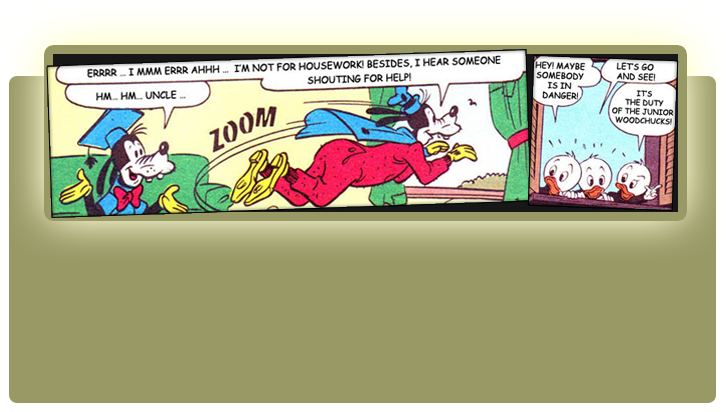 ERRRR ... I MMM ERRR AHHH ... I'M NOT FOR HOUSEWORK! BESIDES, I HEAR SOMEONE
SHOUTING FOR HELP!
HM... HM... UNCLE ...
ZOOM
HEY! MAYBE
SOMEBODY
IS IN
DANGER!
LET'S GO
AND SEE!
IT'S
THE DUTY
OF THE JUNIOR
WOODCHUCKS!